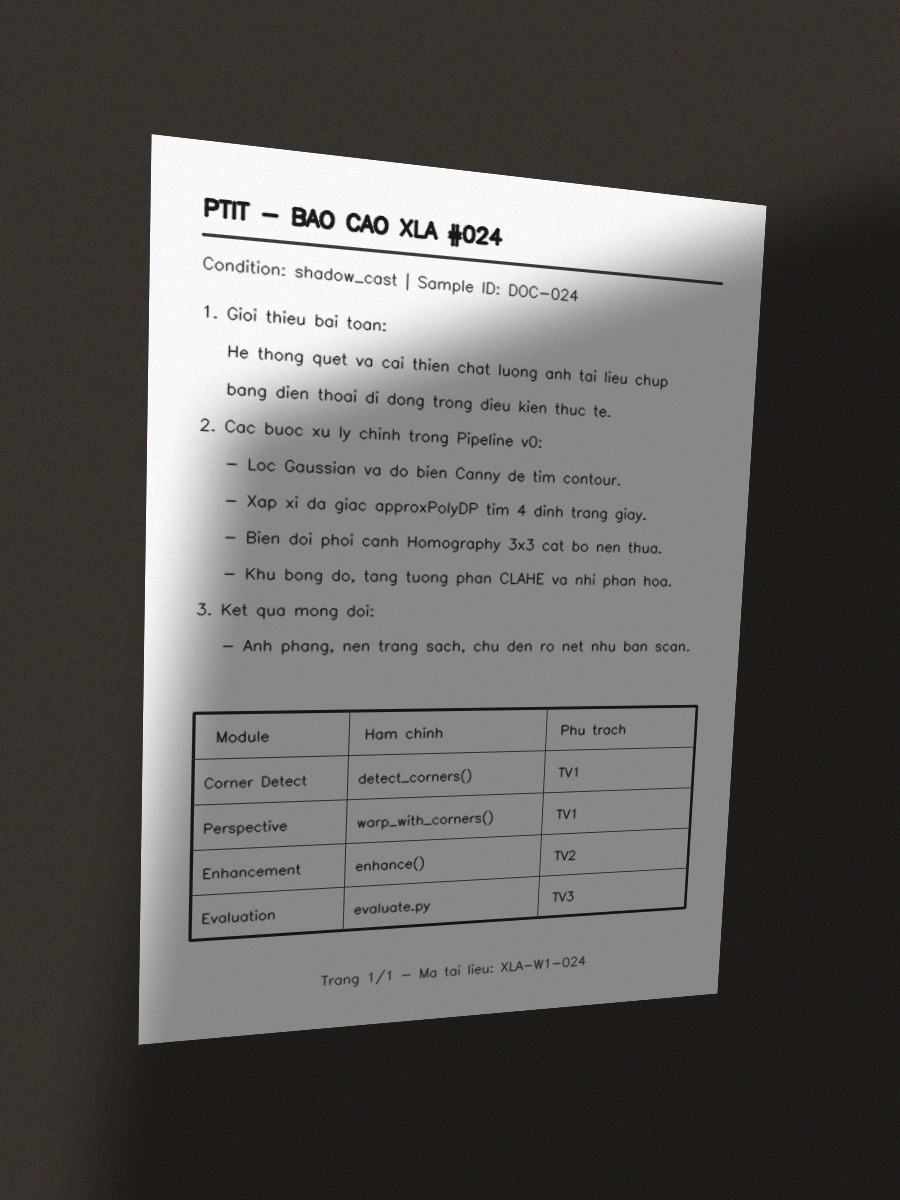 PTIT - BAO CAO XLA #024
Condition: shadow_cast | Sample ID: DOC-024
1. Gioi thieu bai toan:
He thong quet va cai thien chat luong anh tai lieu chup
bang dien thoai di dong trong dieu kien thuc te.
2. Cac buoc xu ly chinh trong Pipeline v0:
- Loc Gaussian va do bien Canny de tim contour.
- Xap xi da giac approxPolyDP tim 4 dinh trang giay.
- Bien doi phoi canh Homography 3x3 cat bo nen thua.
- Khu bong do, tang tuong phan CLAHE va nhi phan hoa.
3. Ket qua mong doi:
- Anh phang, nen trang sach, chu den ro net nhu ban scan.
Module Ham chinh Phu trach
Corner Detect detect_corners() TV1
Perspective warp_with_corners() TV1
Enhancement enhance() TV2
Evaluation evaluate.py TV3
Trang 1/1 - Ma tai lieu: XLA-W1-024